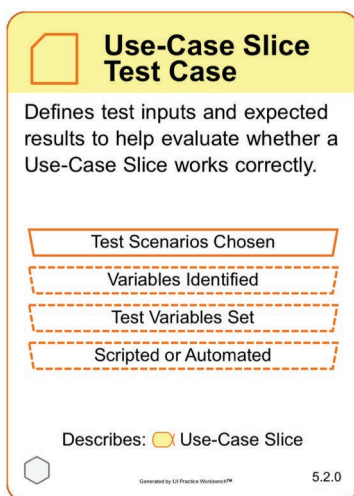 Use-Case Slice
Test Case
Defines test inputs and expected
results to help evaluate whether a
Use-Case Slice works correctly.
Test Scenarios Chosen
Variables Identified
Test Variables Set
Scripted or Automated
Describes: Use-Case Slice
Generated by IJI Practice Workbench™
5.2.0